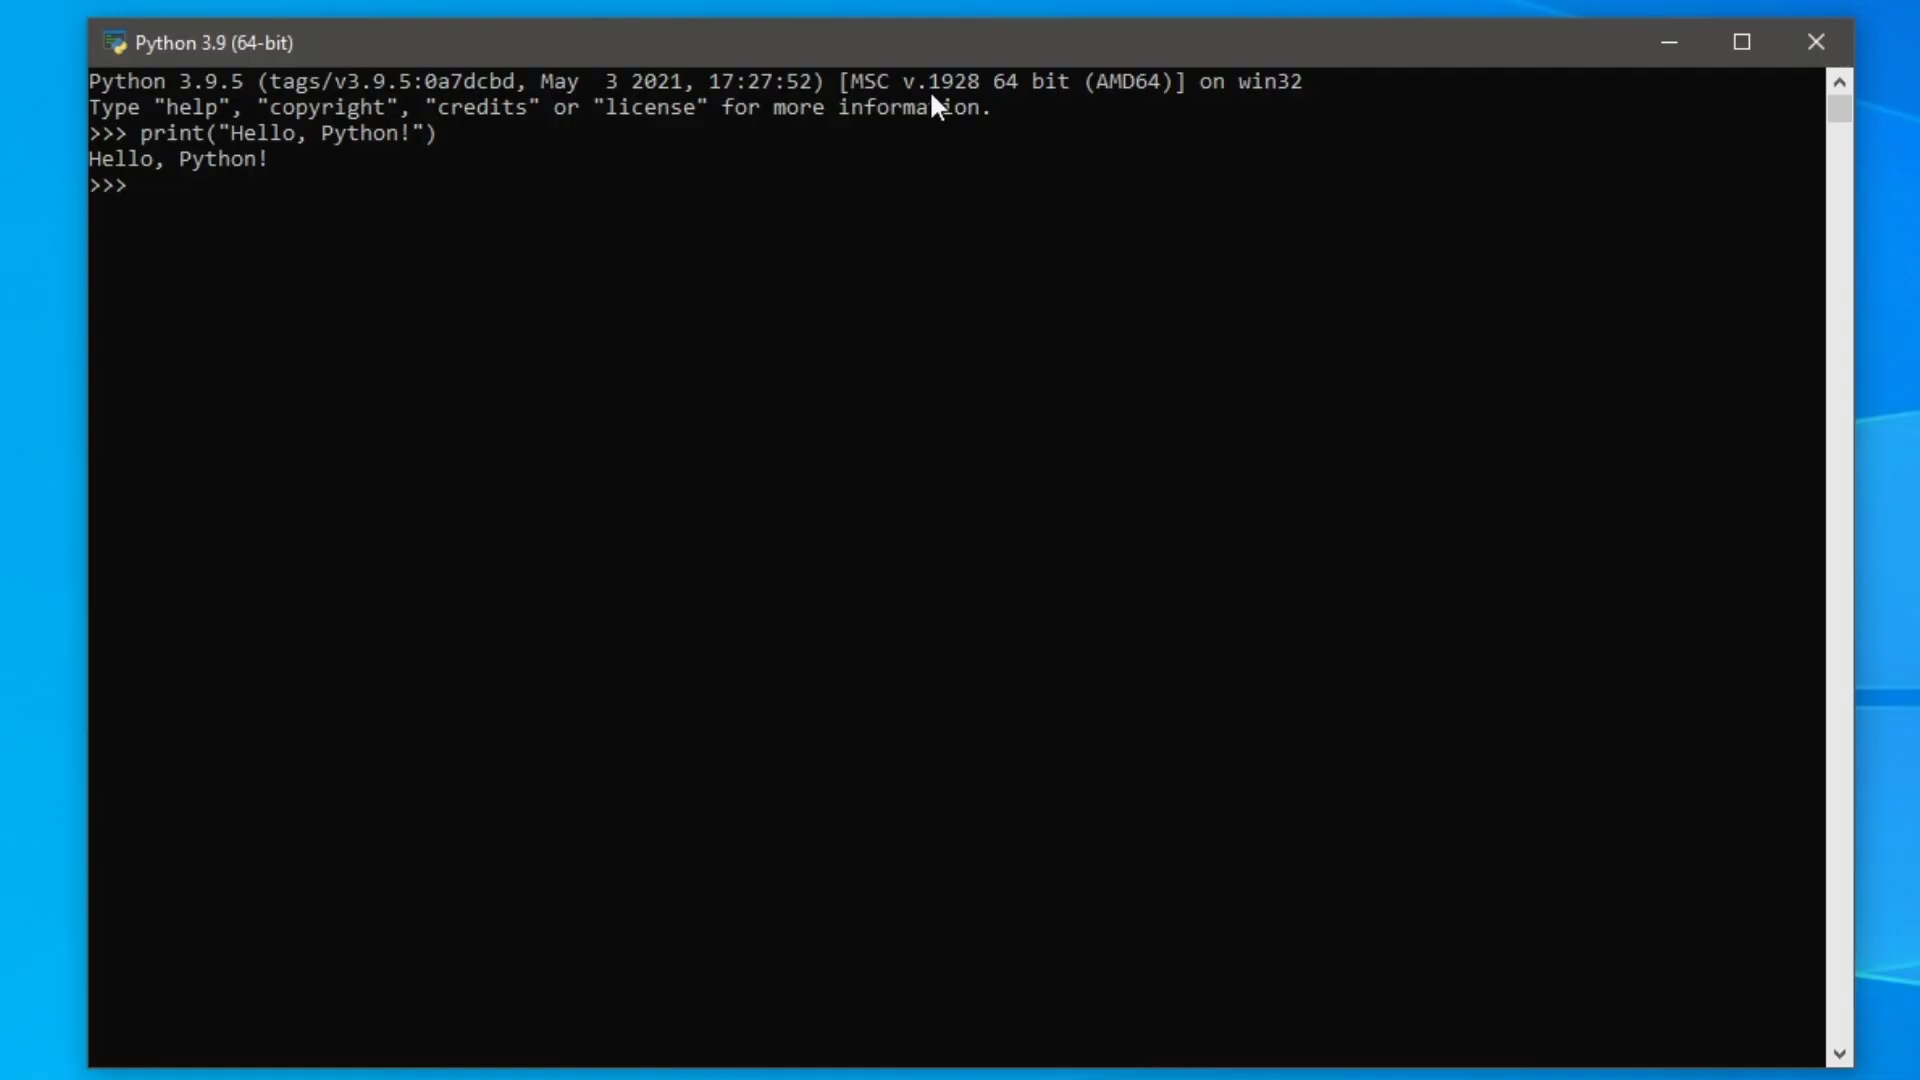 Python 3.9 (64-bit)
Python 3.9.5 (tags/v3.9.5:0a7dcbd, May  3 2021, 17:27:52) [MSC v.1928 64 bit (AMD64)] on win32
Type "help", "copyright", "credits" or "license" for more information.
>>> print("Hello, Python!")
Hello, Python!
>>>